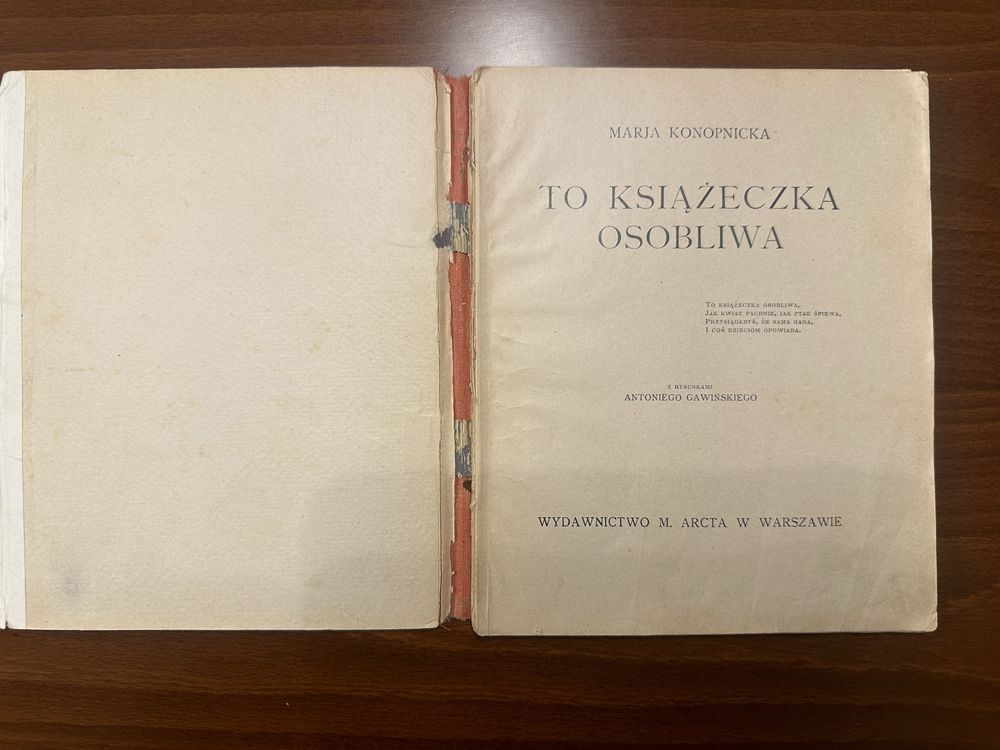 MARJA KONOPNICKA
TO KSIĄŻECZKA
OSOBLIWA
TO KSIĄŻECZKA OSOBLIWA,
JAK KWIAT PACHNIE, JAK PTAK ŚPIEWA,
PRZYSIĄGŁBYŚ, ŻE SAMA GADA,
I COŚ DZIECIOM OPOWIADA.
Z RYSUNKAMI
ANTONIEGO GAWIŃSKIEGO
WYDAWNICTWO M. ARCTA W WARSZAWIE